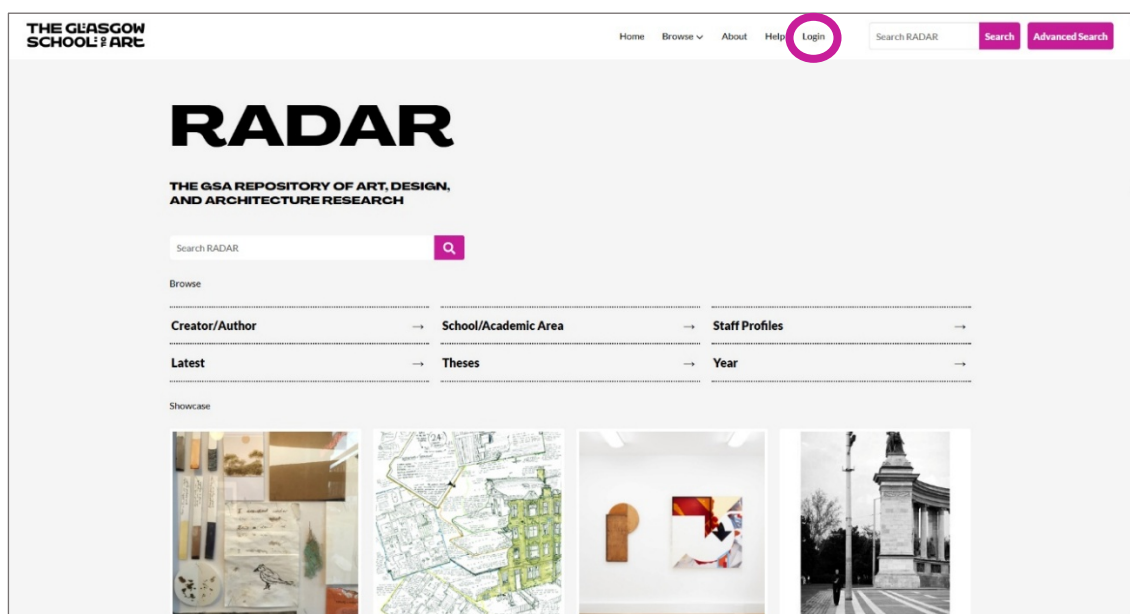 THE GLASGOW
SCHOOL OF ART
Home Browse About Help Login Search RADAR Search Advanced Search
RADAR
THE GSA REPOSITORY OF ART, DESIGN,
AND ARCHITECTURE RESEARCH
Search RADAR
Browse
Creator/Author → School/Academic Area → Staff Profiles →
Latest → Theses → Year →
Showcase